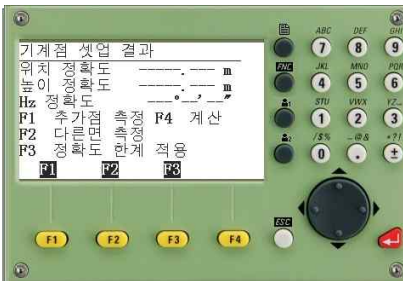 기계점 셋업 결과
위치 정확도 -----.--- m
높이 정확도 -----.--- m
Hz 정확도 ---°--'--"
F1 추가점 측정 F4 계산
F2 다른면 측정
F3 정확도 한계 적용
F1 F2 F3
F1 F2 F3 F4
FNC
ESC
ABC DEF GHI
7 8 9
JKL MNO PQR
4 5 6
STU VWX YZ
1 2 3
/$% _@& *?!
0 . ±